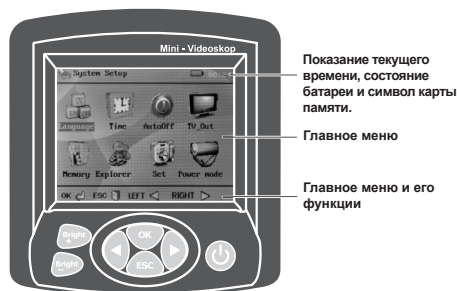 Mini - Videoskop
System Setup
Показание текущего
времени, состояние
батареи и символ карты
памяти.
Language Time AutoOff TV_Out
Главное меню
Memory Explorer Set Power mode
OK ESC LEFT RIGHT
Главное меню и его
функции
Bright
+
OK
Bright
–
ESC